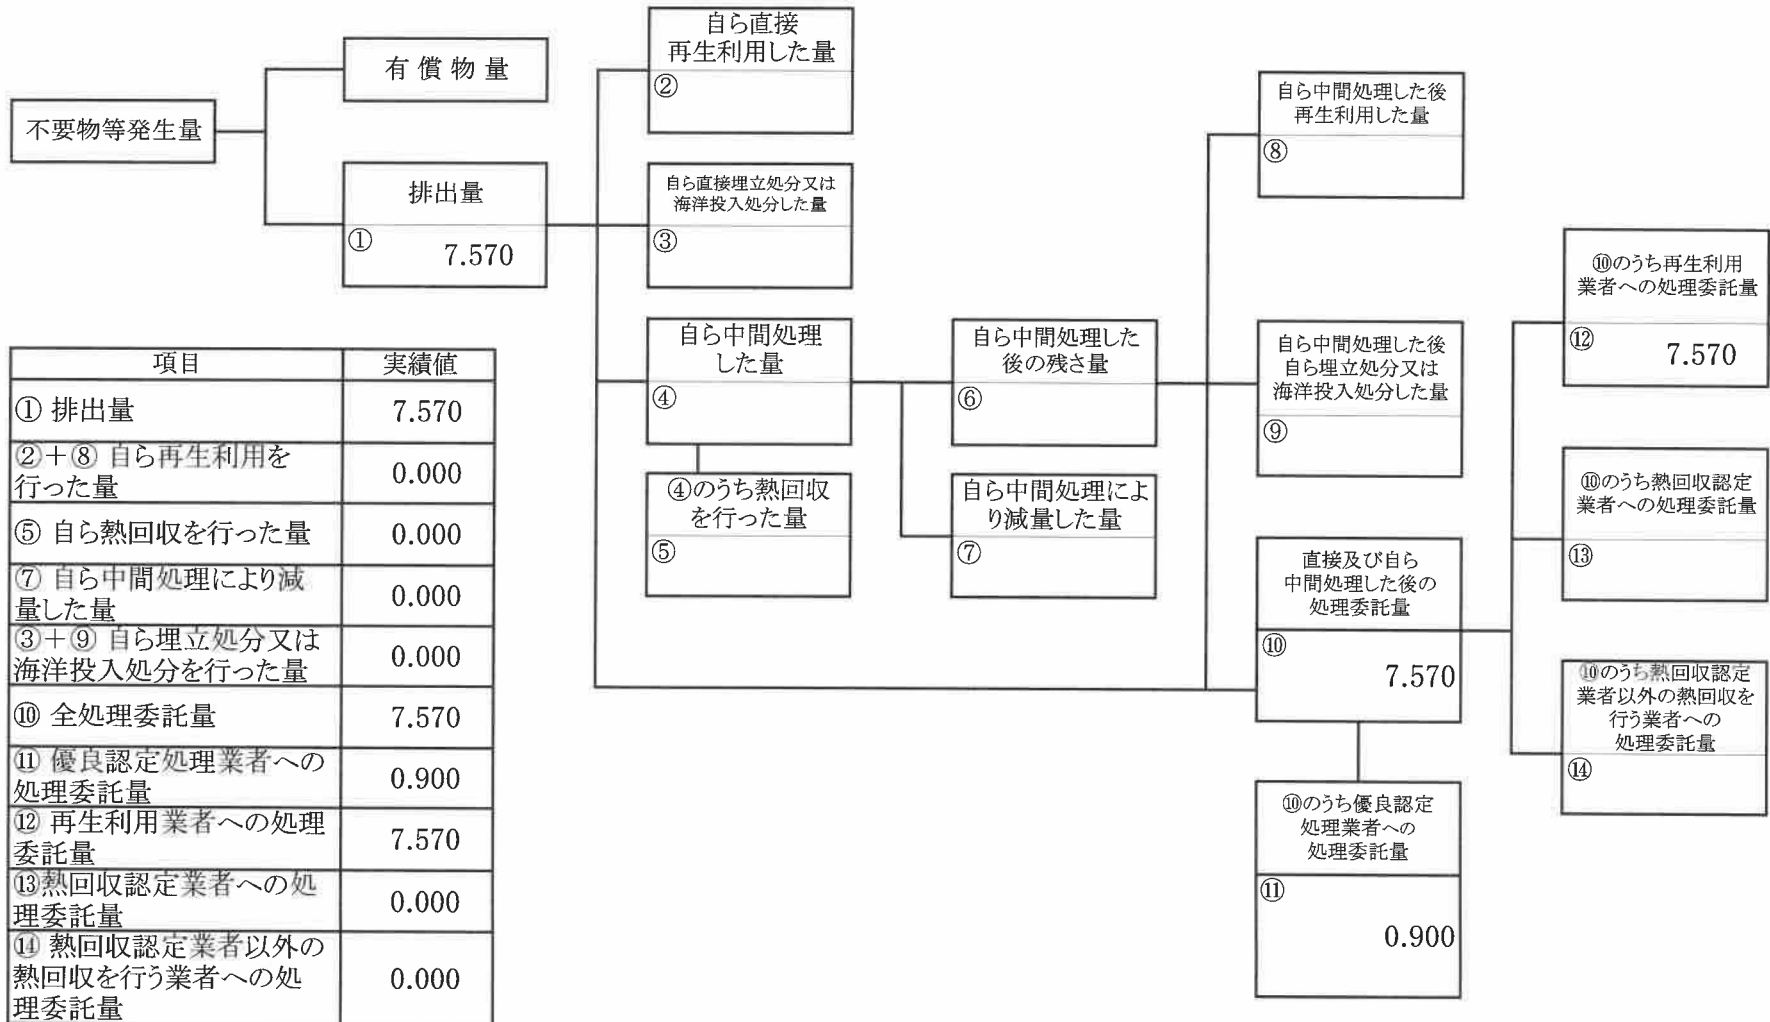 不要物等発生量
有償物量
排出量
①
7.570
自ら直接
再生利用した量
②
自ら直接埋立処分又は
海洋投入処分した量
③
自ら中間処理
した量
④
④のうち熱回収
を行った量
⑤
自ら中間処理した
後の残さ量
⑥
自ら中間処理によ
り減量した量
⑦
自ら中間処理した後
再生利用した量
⑧
自ら中間処理した後
自ら埋立処分又は
海洋投入処分した量
⑨
直接及び自ら
中間処理した後の
処理委託量
⑩
7.570
⑩のうち優良認定
処理業者への
処理委託量
⑪
0.900
⑩のうち再生利用
業者への処理委託量
⑫
7.570
⑩のうち熱回収認定
業者への処理委託量
⑬
⑩のうち熱回収認定
業者以外の熱回収を
行う業者への
処理委託量
⑭
項目 実績値
① 排出量 7.570
②+⑧ 自ら再生利用を
行った量 0.000
⑤ 自ら熱回収を行った量 0.000
⑦ 自ら中間処理により減
量した量 0.000
③+⑨ 自ら埋立処分又は
海洋投入処分を行った量 0.000
⑩ 全処理委託量 7.570
⑪ 優良認定処理業者への
処理委託量 0.900
⑫ 再生利用業者への処理
委託量 7.570
⑬熱回収認定業者への処
理委託量 0.000
⑭ 熱回収認定業者以外の
熱回収を行う業者への処
理委託量 0.000